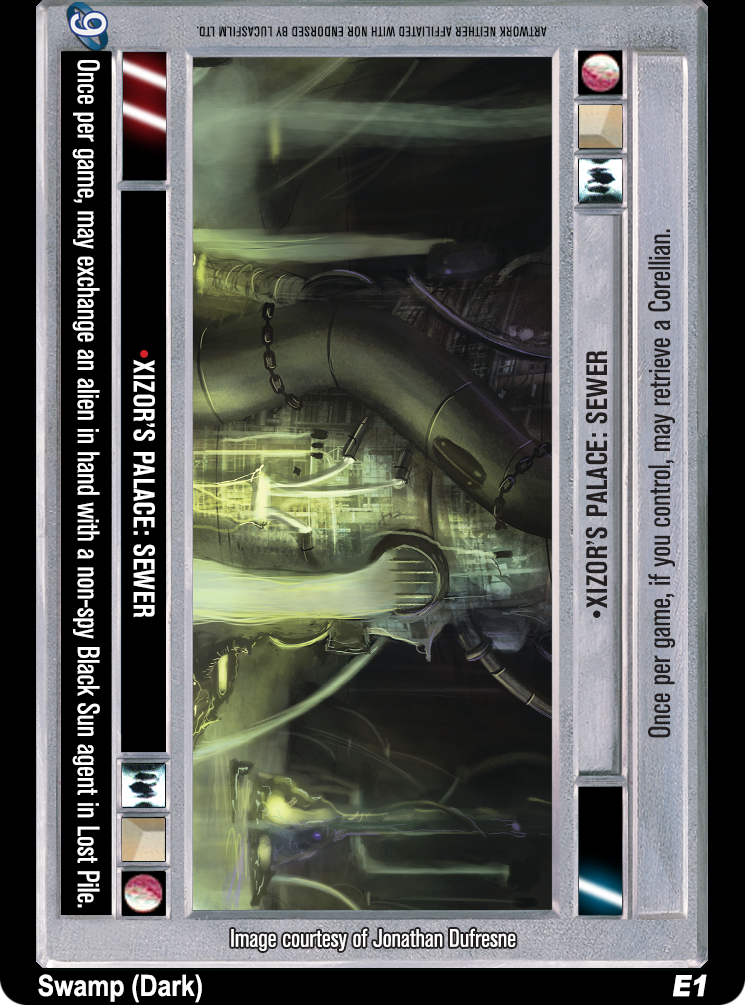 9
ARTWORK NEITHER AFFILIATED WITH NOR ENDORSED BY LUCASFILM LTD.
Once per game, may exchange an alien in hand with a non-spy Black Sun agent in Lost Pile.
•XIZOR'S PALACE: SEWER
•XIZOR'S PALACE: SEWER
Once per game, if you control, may retrieve a Corellian.
Image courtesy of Jonathan Dufresne
Swamp (Dark)
E1